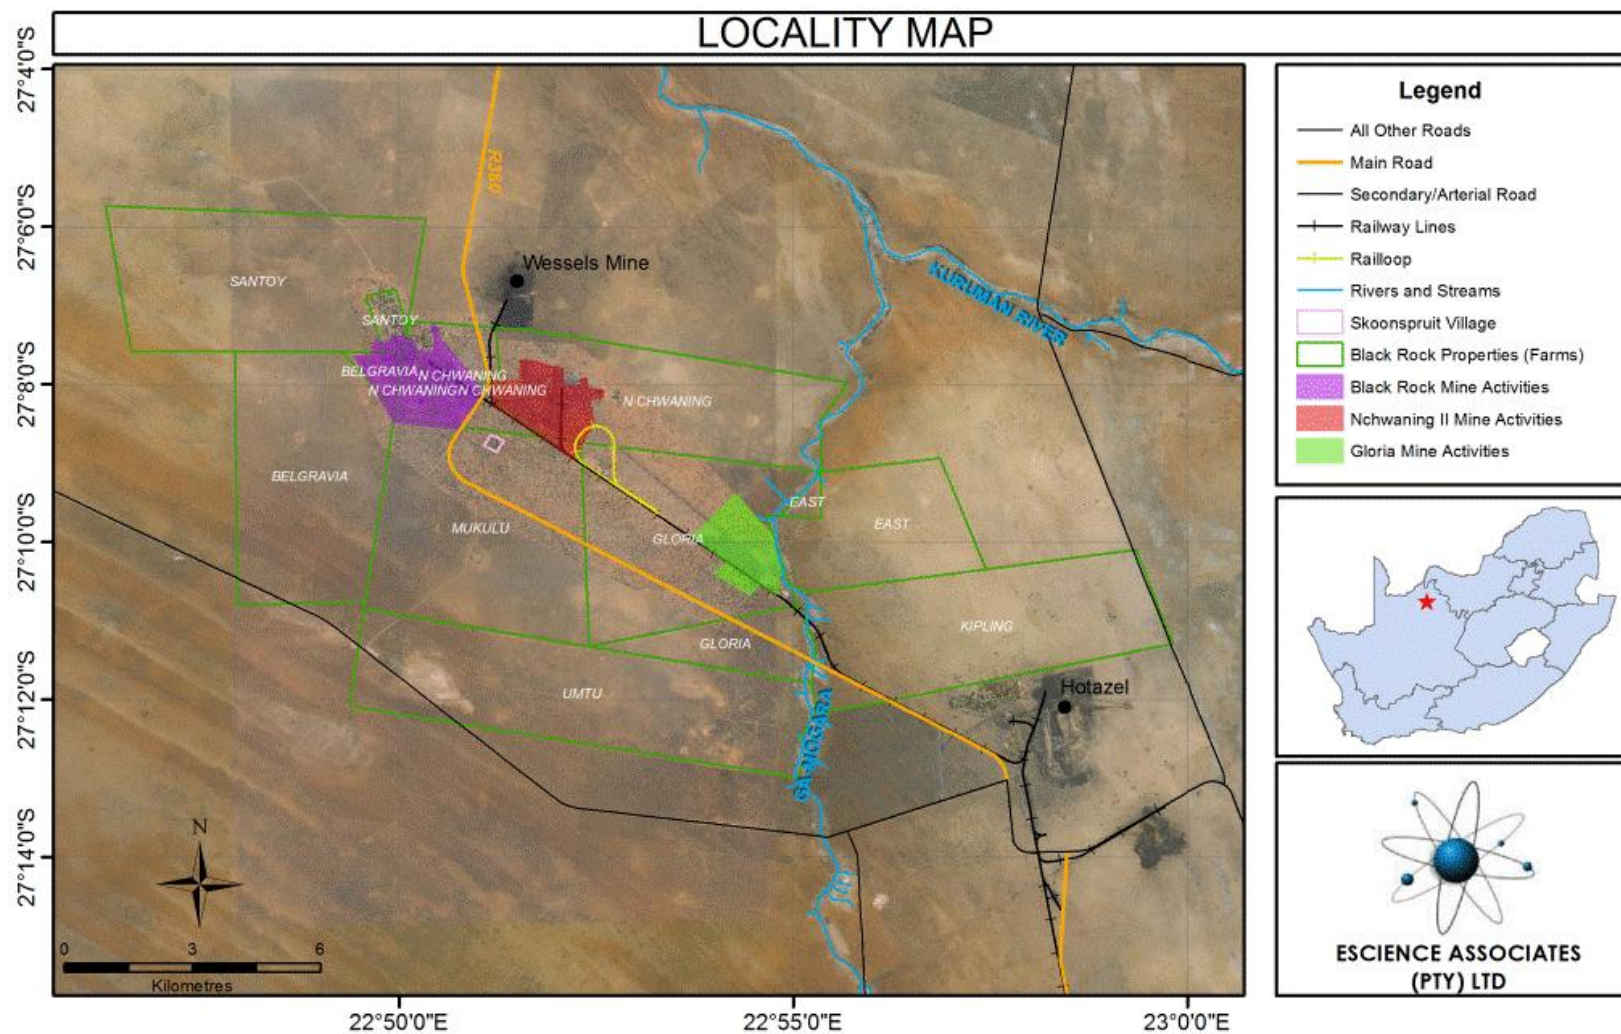 LOCALITY MAP
27°4'0"S
27°6'0"S
27°8'0"S
27°10'0"S
27°12'0"S
27°14'0"S
R380
Wessels Mine
SANTOY
KURUMAN RIVER
SANTOY
BELGRAVIA
N CHWANING
N CHWANING
N CHWANING
N CHWANING
BELGRAVIA
EAST
EAST
MUKULU
GLORIA
KIPLING
GLORIA
UMTU
Hotazel
GA-MOGARA
N
0 3 6
Kilometres
22°50'0"E
22°55'0"E
23°0'0"E
Legend
All Other Roads
Main Road
Secondary/Arterial Road
Railway Lines
Railloop
Rivers and Streams
Skoonspruit Village
Black Rock Properties (Farms)
Black Rock Mine Activities
Nchwaning II Mine Activities
Gloria Mine Activities
ESCIENCE ASSOCIATES
(PTY) LTD